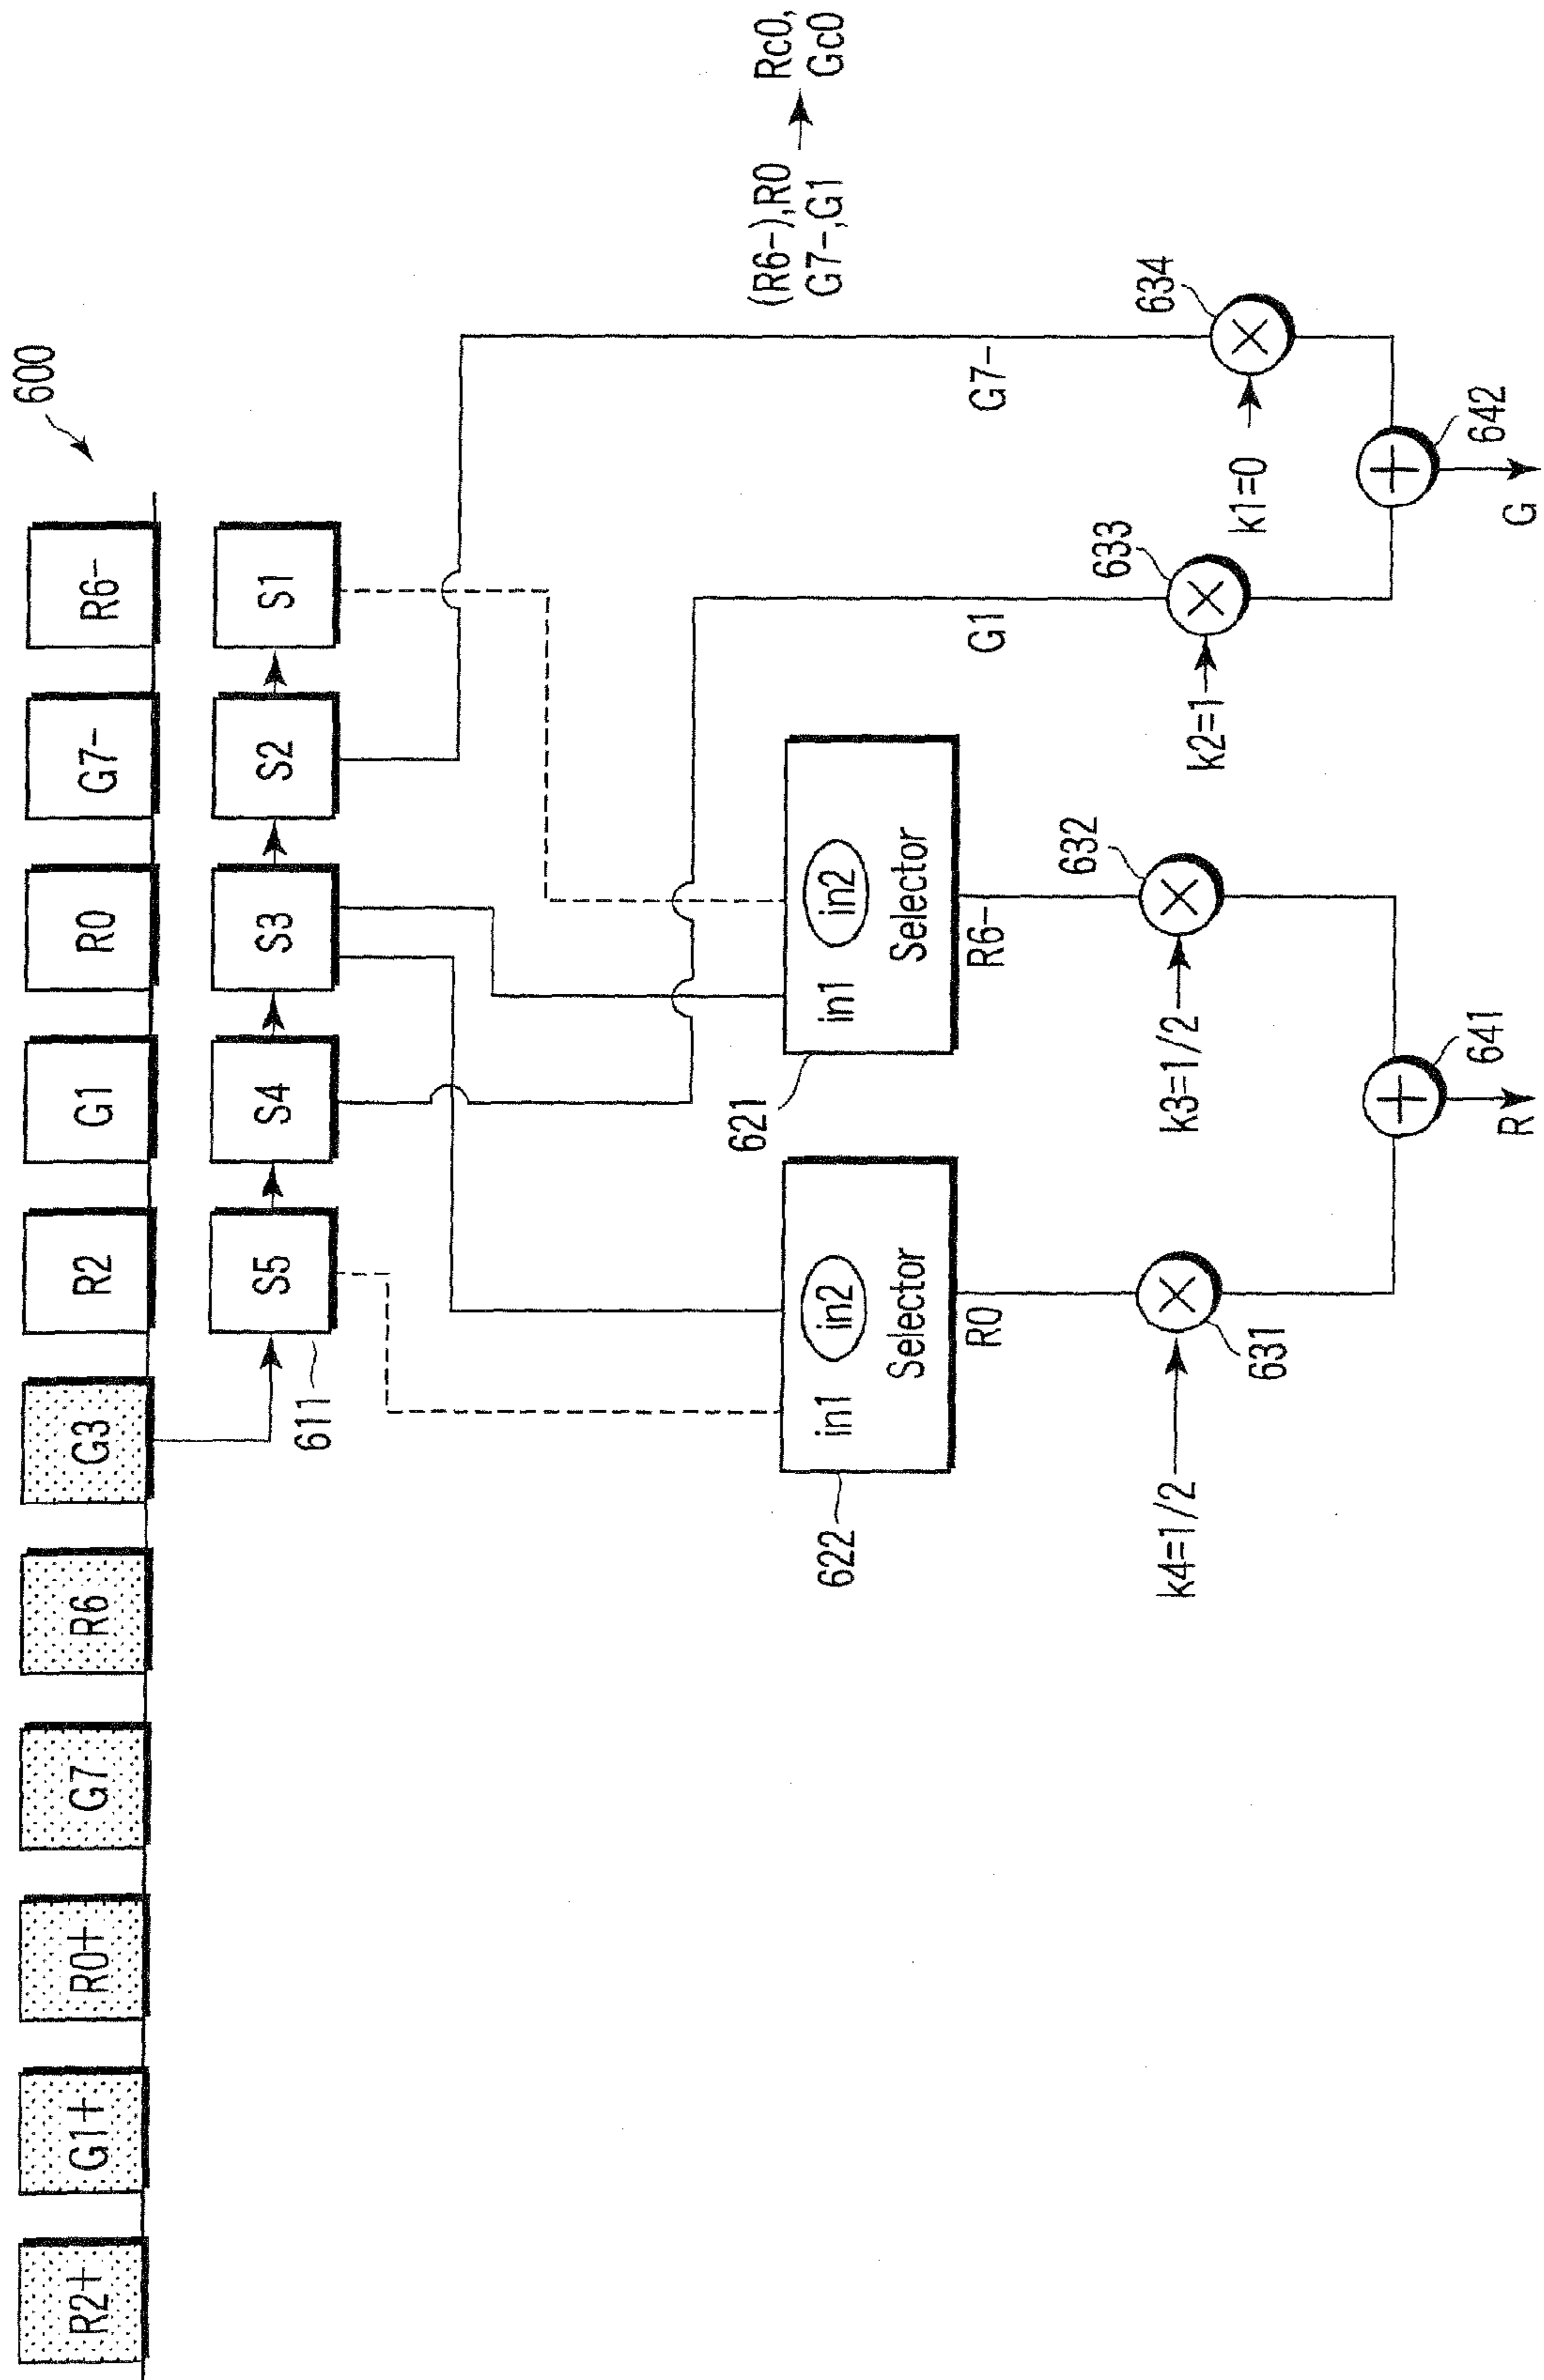 600
R2+ G1+ R0+ G7 R6 G3 R2 G1 R0 G7- R6-
S5 S4 S3 S2 S1
611
(R6-),R0 Rc0,
G7-,G1 Gc0
in1 in2 in1 in2
Selector Selector
622 621
R0 R6- G1 G7-
k4=1/2 k3=1/2 k2=1 k1=0
631 632 633 634
641 642
R G